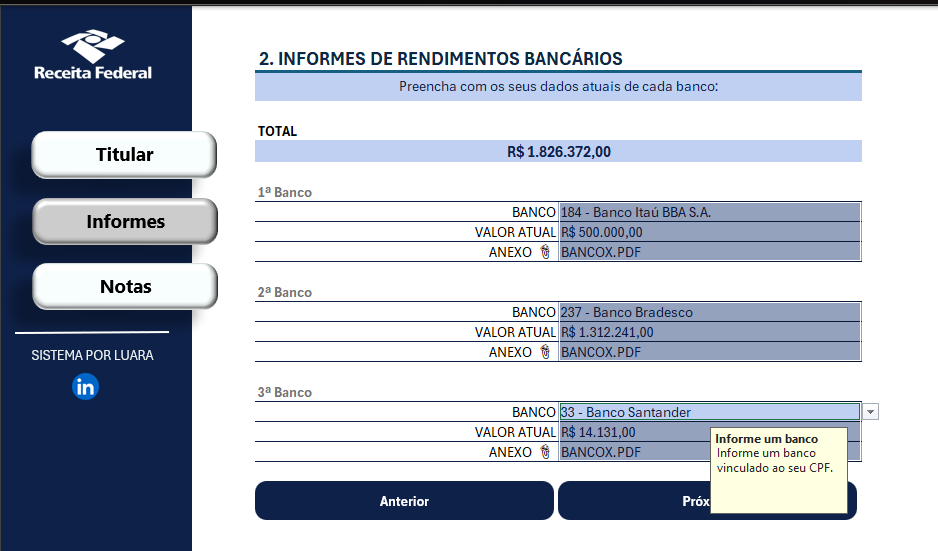 Receita Federal
Titular
Informes
Notas
SISTEMA POR LUARA
in
2. INFORMES DE RENDIMENTOS BANCÁRIOS
Preencha com os seus dados atuais de cada banco:
TOTAL
R$ 1.826.372,00
1ª Banco
BANCO 184 - Banco Itaú BBA S.A.
VALOR ATUAL R$ 500.000,00
ANEXO BANCOX.PDF
2ª Banco
BANCO 237 - Banco Bradesco
VALOR ATUAL R$ 1.312.241,00
ANEXO BANCOX.PDF
3ª Banco
BANCO 33 - Banco Santander
VALOR ATUAL R$ 14.131,00
ANEXO BANCOX.PDF
Informe um banco
Informe um banco
vinculado ao seu CPF.
Anterior
Próx